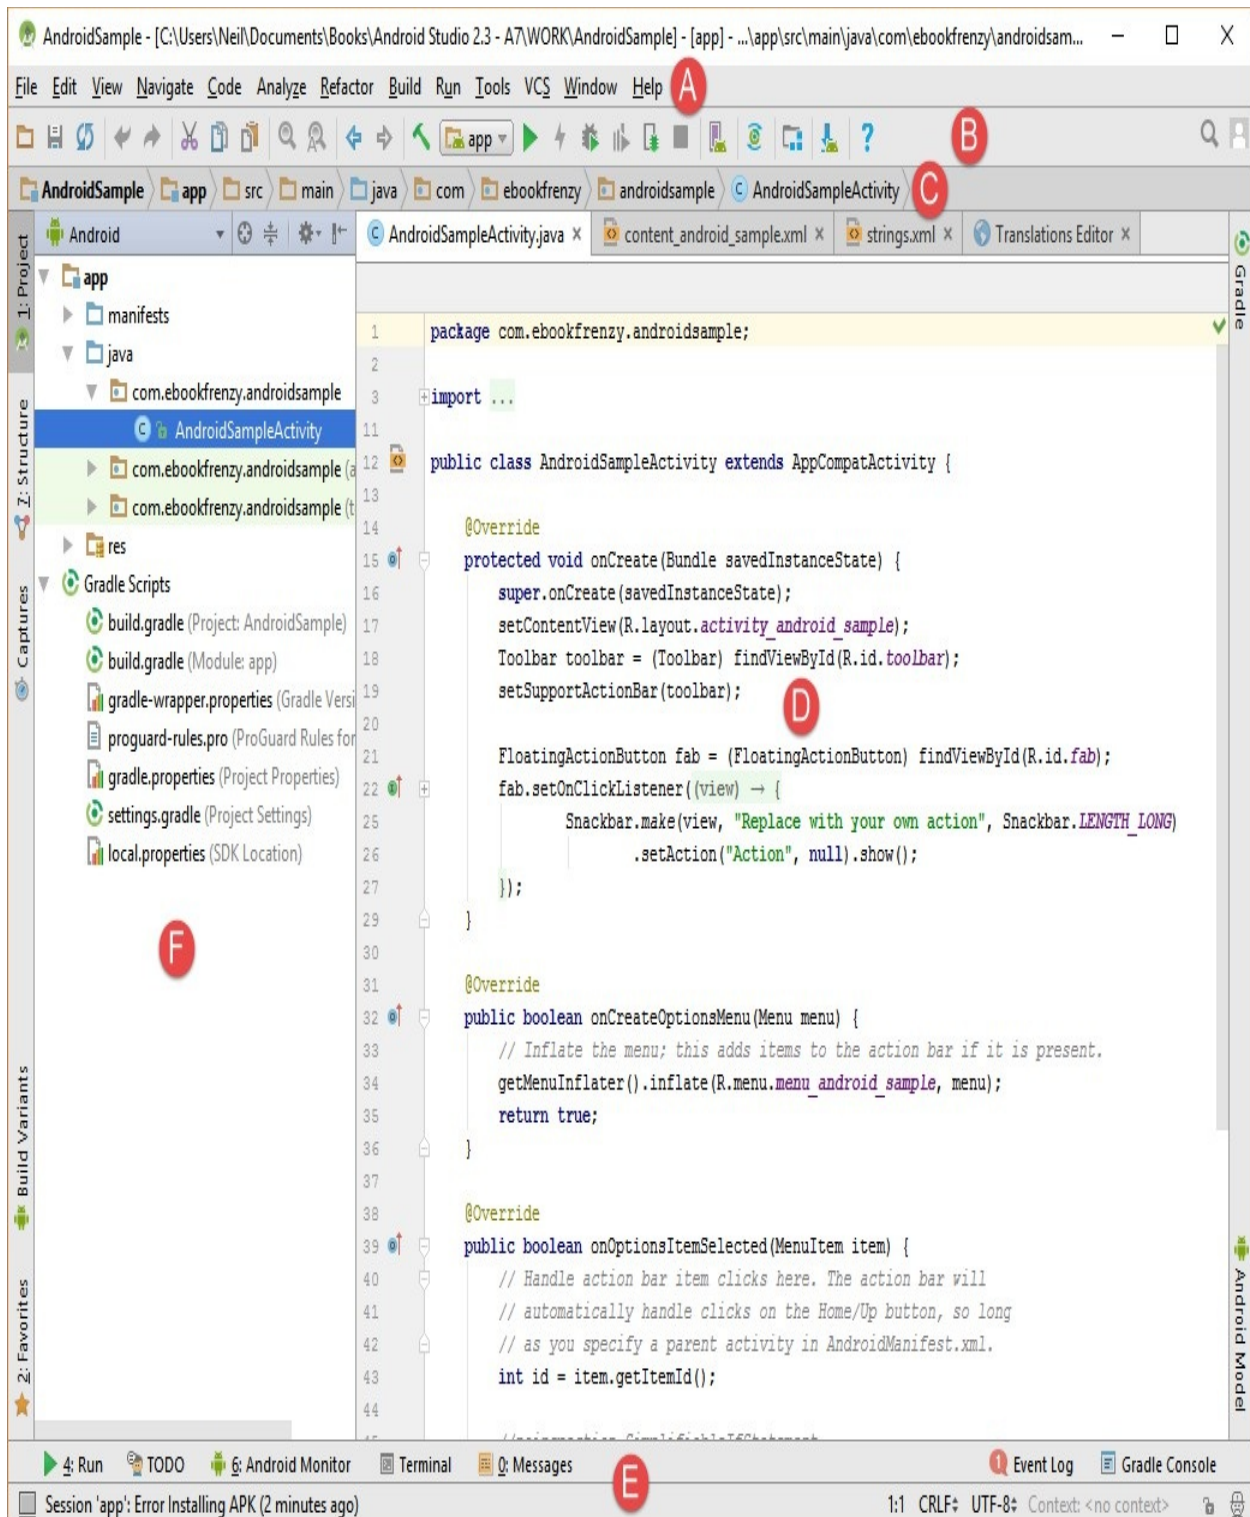 AndroidSample - [C:\Users\Neil\Documents\Books\Android Studio 2.3 - A7\WORK\AndroidSample] - [app] - ...\app\src\main\java\com\ebookfrenzy\androidsam...
File Edit View Navigate Code Analyze Refactor Build Run Tools VCS Window Help A
app B
AndroidSample app src main java com ebookfrenzy androidsample AndroidSampleActivity C
Android
AndroidSampleActivity.java content_android_sample.xml strings.xml Translations Editor
1: Project
7: Structure
Captures
Build Variants
2: Favorites
app
manifests
java
com.ebookfrenzy.androidsample
AndroidSampleActivity
com.ebookfrenzy.androidsample (a
com.ebookfrenzy.androidsample (t
res
Gradle Scripts
build.gradle (Project: AndroidSample)
build.gradle (Module: app)
gradle-wrapper.properties (Gradle Versi
proguard-rules.pro (ProGuard Rules for
gradle.properties (Project Properties)
settings.gradle (Project Settings)
local.properties (SDK Location)
F
1 package com.ebookfrenzy.androidsample;
2
3 import ...
11
12 public class AndroidSampleActivity extends AppCompatActivity {
13
14 @Override
15 protected void onCreate(Bundle savedInstanceState) {
16 super.onCreate(savedInstanceState);
17 setContentView(R.layout.activity_android_sample);
18 Toolbar toolbar = (Toolbar) findViewById(R.id.toolbar);
19 setSupportActionBar(toolbar);
D
20
21 FloatingActionButton fab = (FloatingActionButton) findViewById(R.id.fab);
22 fab.setOnClickListener((view) → {
25 Snackbar.make(view, "Replace with your own action", Snackbar.LENGTH_LONG)
26 .setAction("Action", null).show();
27 });
29 }
30
31 @Override
32 public boolean onCreateOptionsMenu(Menu menu) {
33 // Inflate the menu; this adds items to the action bar if it is present.
34 getMenuInflater().inflate(R.menu.menu_android_sample, menu);
35 return true;
36 }
37
38 @Override
39 public boolean onOptionsItemSelected(MenuItem item) {
40 // Handle action bar item clicks here. The action bar will
41 // automatically handle clicks on the Home/Up button, so long
42 // as you specify a parent activity in AndroidManifest.xml.
43 int id = item.getItemId();
44
Gradle
Android Model
4: Run TODO 6: Android Monitor Terminal 0: Messages E 1 Event Log Gradle Console
Session 'app': Error Installing APK (2 minutes ago) 1:1 CRLF UTF-8 Context: <no context>